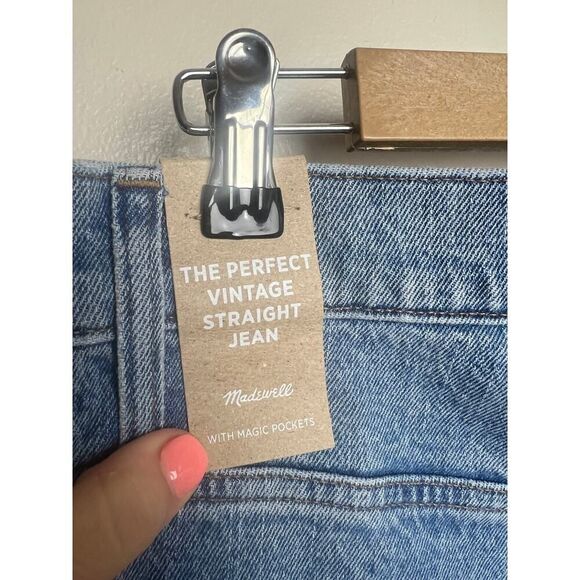 THE PERFECT
VINTAGE
STRAIGHT
JEAN
Madewell
WITH MAGIC POCKETS